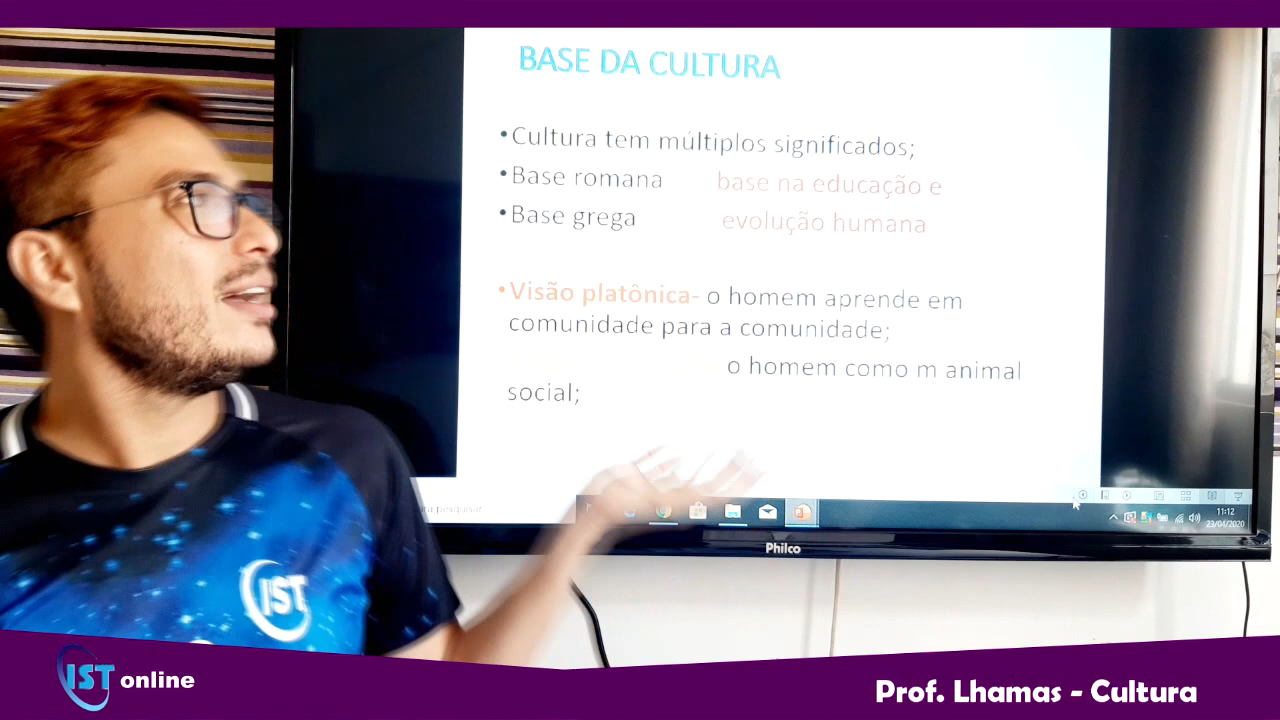 BASE DA CULTURA
•Cultura tem múltiplos significados;
•Base romana base na educação e
•Base grega evolução humana
•Visão platônica- o homem aprende em
comunidade para a comunidade;
o homem como m animal
social;
pesquisar
11:12
23/04/2020
Philco
IST
IST online
Prof. Lhamas - Cultura